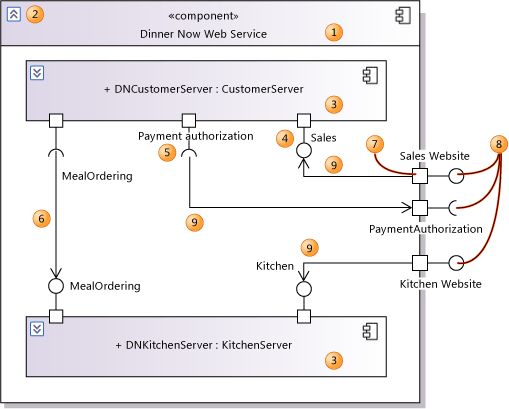 2
«component»
Dinner Now Web Service
1
+ DNCustomerServer : CustomerServer
3
Payment authorization
4
Sales
7
8
5
9
Sales Website
MealOrdering
6
9
PaymentAuthorization
9
Kitchen
MealOrdering
Kitchen Website
+ DNKitchenServer : KitchenServer
3